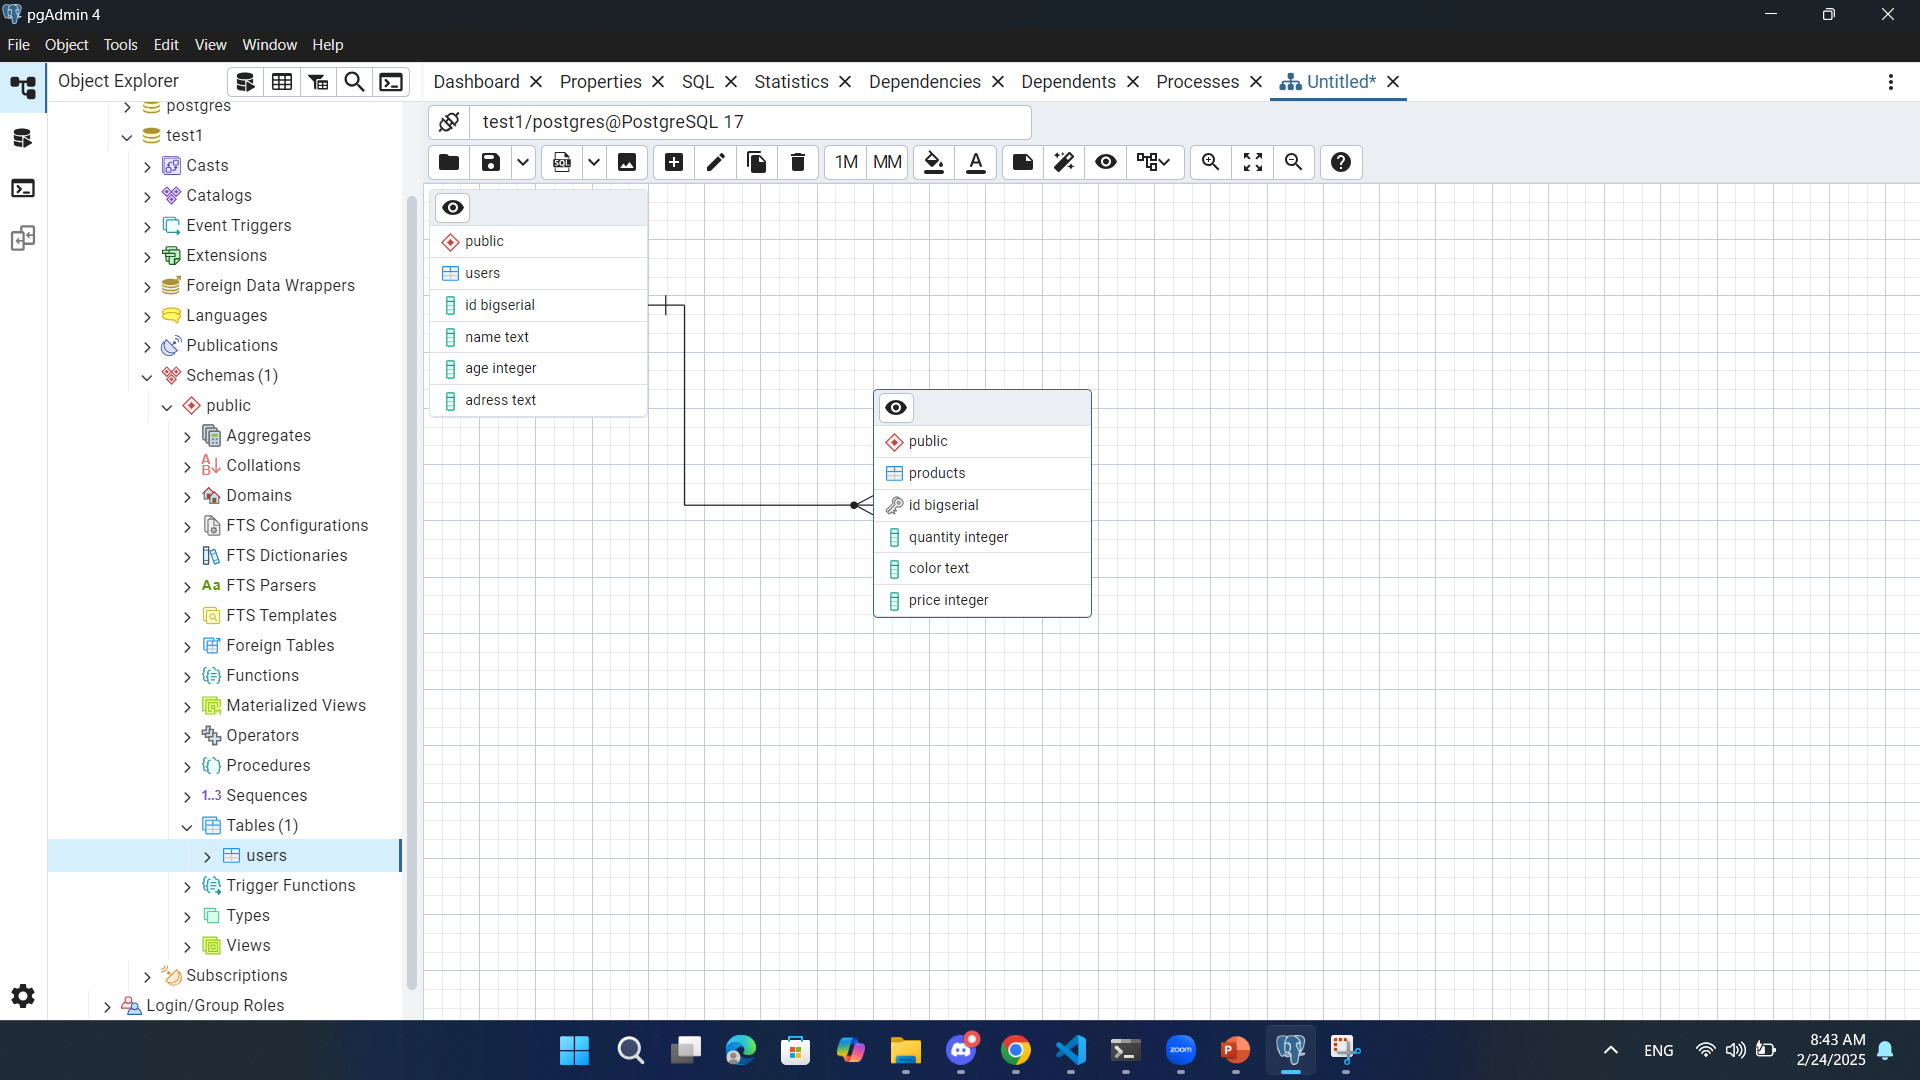 pgAdmin 4
File Object Tools Edit View Window Help
Object Explorer
Dashboard Properties SQL Statistics Dependencies Dependents Processes Untitled*
test1/postgres@PostgreSQL 17
SQL 1M MM A
postgres
test1
Casts
Catalogs
Event Triggers
Extensions
Foreign Data Wrappers
Languages
Publications
Schemas (1)
public
Aggregates
Collations
Domains
FTS Configurations
FTS Dictionaries
Aa FTS Parsers
FTS Templates
Foreign Tables
Functions
Materialized Views
Operators
Procedures
1..3 Sequences
Tables (1)
users
Trigger Functions
Types
Views
Subscriptions
Login/Group Roles
public
users
id bigserial
name text
age integer
adress text
public
products
id bigserial
quantity integer
color text
price integer
zoom
P
ENG
8:43 AM
2/24/2025